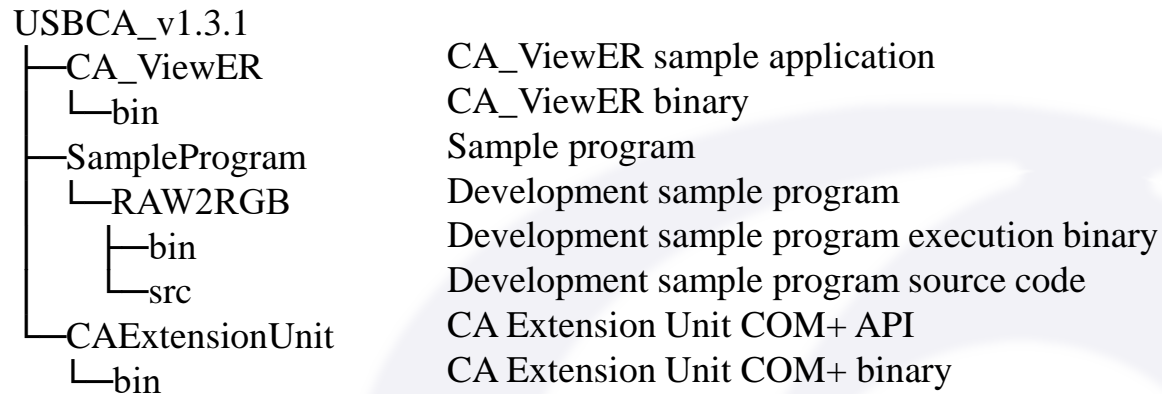 USBCA_v1.3.1
├─CA_ViewER CA_ViewER sample application
└─bin CA_ViewER binary
├─SampleProgram Sample program
└─RAW2RGB Development sample program
├─bin Development sample program execution binary
└─src Development sample program source code
└─CAExtensionUnit CA Extension Unit COM+ API
└─bin CA Extension Unit COM+ binary